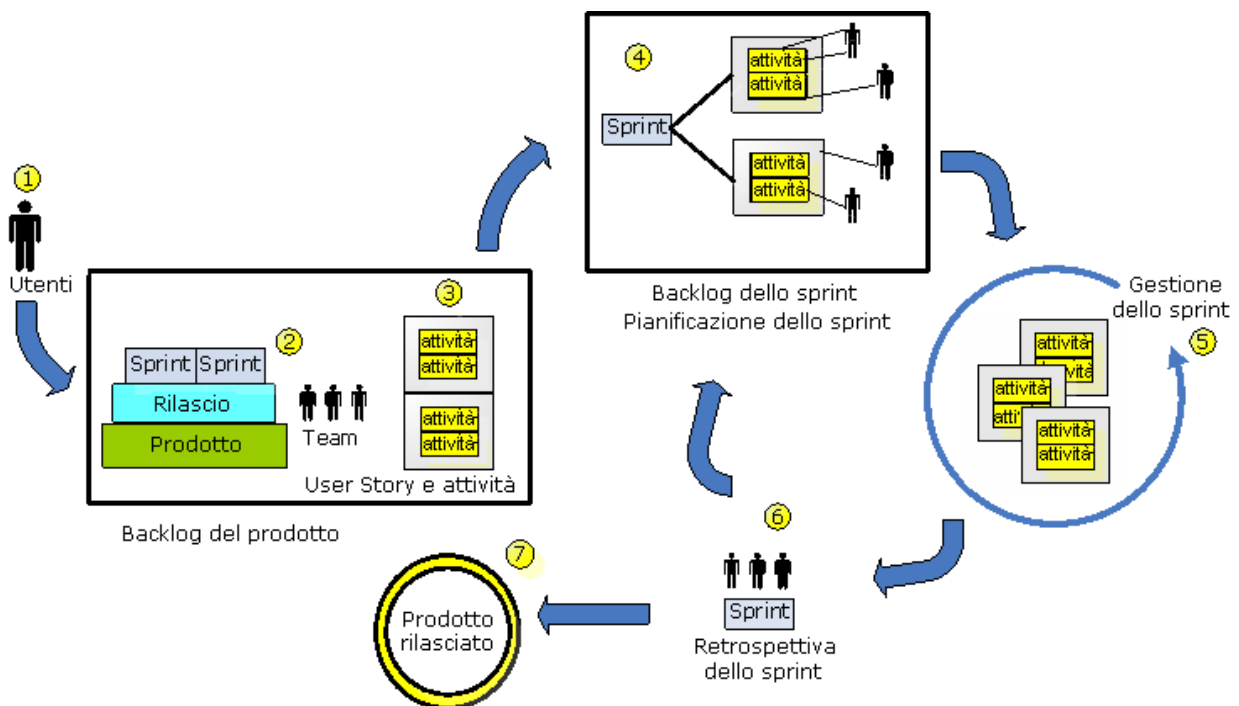 1
Utenti
2
Sprint Sprint
Rilascio
Prodotto
Team
3
attività
attività
attività
attività
User Story e attività
Backlog del prodotto
4
Sprint
attività
attività
attività
attività
Backlog dello sprint
Pianificazione dello sprint
Gestione
dello sprint
5
attività
attività
attività
attività
6
Sprint
Retrospettiva
dello sprint
7
Prodotto
rilasciato